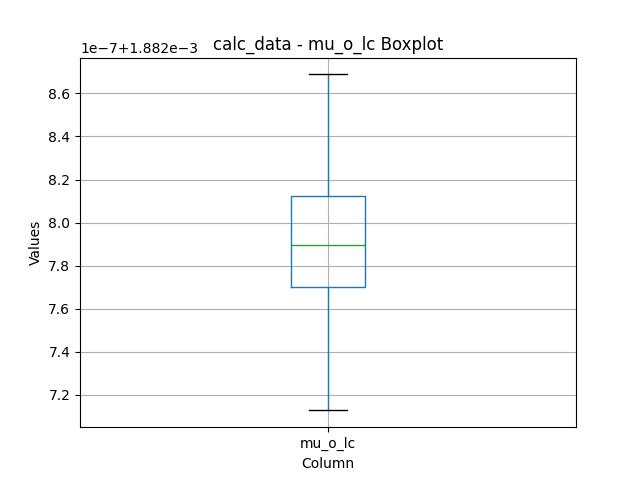 1e−7+1.882e−3
calc_data - mu_o_lc Boxplot
8.6
8.4
8.2
8.0
7.8
7.6
7.4
7.2
Values
mu_o_lc
Column